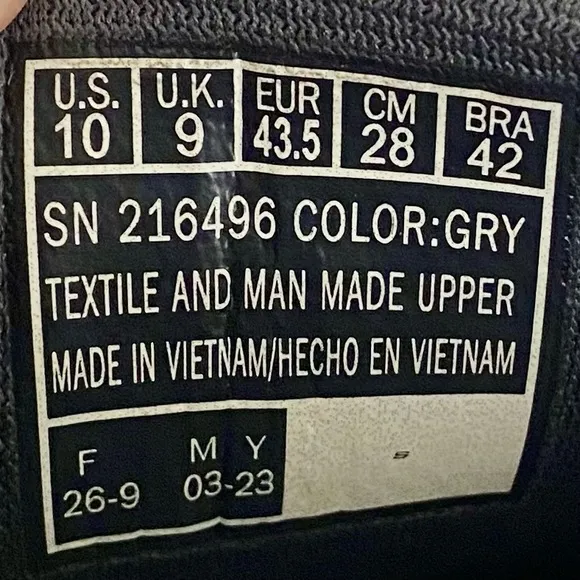 U.S. U.K. EUR CM BRA
10 9 43.5 28 42
SN 216496 COLOR:GRY
TEXTILE AND MAN MADE UPPER
MADE IN VIETNAM/HECHO EN VIETNAM
F M Y
26-9 03-23